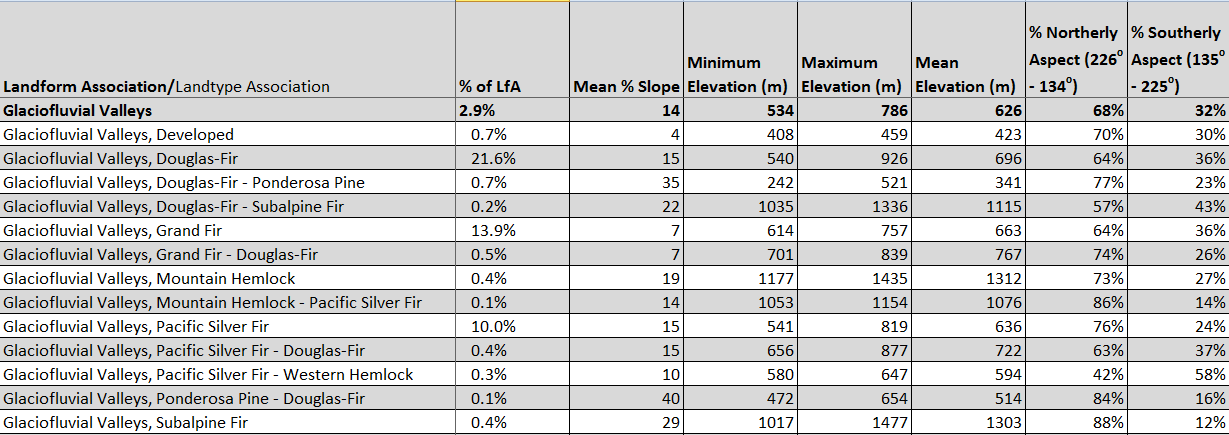 Landform Association/Landtype Association % of LfA Mean % Slope Minimum Elevation (m) Maximum Elevation (m) Mean Elevation (m) % Northerly Aspect (226° - 134°) % Southerly Aspect (135° - 225°)
Glaciofluvial Valleys 2.9% 14 534 786 626 68% 32%
Glaciofluvial Valleys, Developed 0.7% 4 408 459 423 70% 30%
Glaciofluvial Valleys, Douglas-Fir 21.6% 15 540 926 696 64% 36%
Glaciofluvial Valleys, Douglas-Fir - Ponderosa Pine 0.7% 35 242 521 341 77% 23%
Glaciofluvial Valleys, Douglas-Fir - Subalpine Fir 0.2% 22 1035 1336 1115 57% 43%
Glaciofluvial Valleys, Grand Fir 13.9% 7 614 757 663 64% 36%
Glaciofluvial Valleys, Grand Fir - Douglas-Fir 0.5% 7 701 839 767 74% 26%
Glaciofluvial Valleys, Mountain Hemlock 0.4% 19 1177 1435 1312 73% 27%
Glaciofluvial Valleys, Mountain Hemlock - Pacific Silver Fir 0.1% 14 1053 1154 1076 86% 14%
Glaciofluvial Valleys, Pacific Silver Fir 10.0% 15 541 819 636 76% 24%
Glaciofluvial Valleys, Pacific Silver Fir - Douglas-Fir 0.4% 15 656 877 722 63% 37%
Glaciofluvial Valleys, Pacific Silver Fir - Western Hemlock 0.3% 10 580 647 594 42% 58%
Glaciofluvial Valleys, Ponderosa Pine - Douglas-Fir 0.1% 40 472 654 514 84% 16%
Glaciofluvial Valleys, Subalpine Fir 0.4% 29 1017 1477 1303 88% 12%